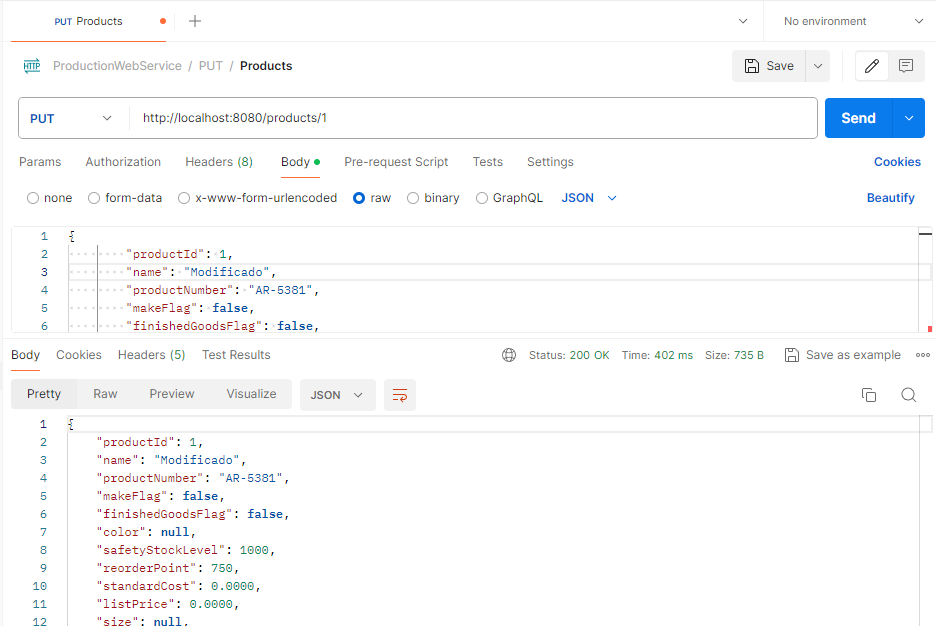 PUT Products
No environment
HTTP ProductionWebService / PUT / Products Save
PUT http://localhost:8080/products/1 Send
Params Authorization Headers (8) Body Pre-request Script Tests Settings Cookies
none form-data x-www-form-urlencoded raw binary GraphQL JSON Beautify
1 {
2 "productId": 1,
3 "name": "Modificado",
4 "productNumber": "AR-5381",
5 "makeFlag": false,
6 "finishedGoodsFlag": false,
Body Cookies Headers (5) Test Results Status: 200 OK Time: 402 ms Size: 735 B Save as example
Pretty Raw Preview Visualize JSON
1 {
2 "productId": 1,
3 "name": "Modificado",
4 "productNumber": "AR-5381",
5 "makeFlag": false,
6 "finishedGoodsFlag": false,
7 "color": null,
8 "safetyStockLevel": 1000,
9 "reorderPoint": 750,
10 "standardCost": 0.0000,
11 "listPrice": 0.0000,
12 "size": null,